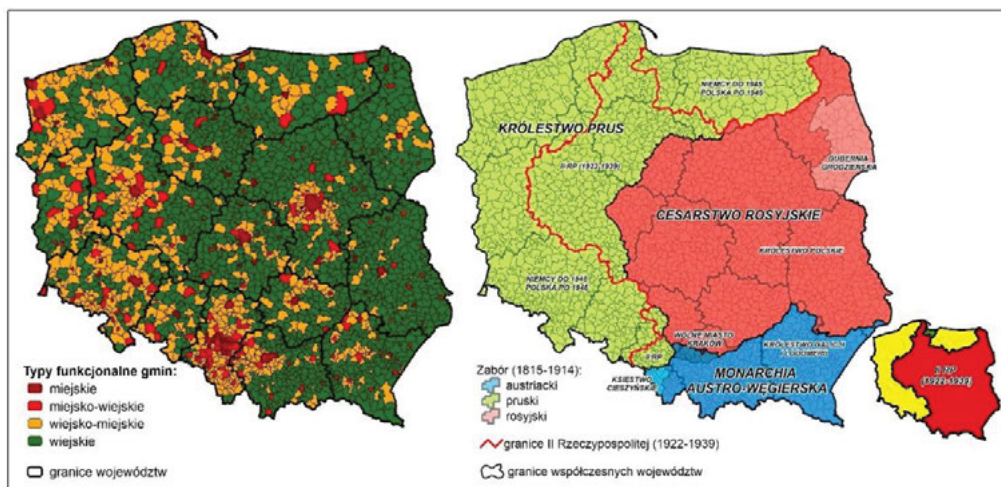 Typy funkcjonalne gmin:
miejskie
miejsko-wiejskie
wiejsko-miejskie
wiejskie
granice województw
NIEMCY DO 1945
POLSKA PO 1945
KRÓLESTWO PRUS
II RP (1922-1939)
GUBERNIA
GRODZIEŃSKA
CESARSTWO ROSYJSKIE
KRÓLESTWO POLSKIE
NIEMCY DO 1945
POLSKA PO 1945
WOLNE MIASTO
KRAKÓW
KRÓLESTWO GALICJI
I LODOMERII
II RP
MONARCHIA
AUSTRO-WĘGIERSKA
KSIĘSTWO
CIESZYŃSKIE
II RP
(1922-1939)
Zabór (1815-1914):
austriacki
pruski
rosyjski
granice II Rzeczypospolitej (1922-1939)
granice współczesnych województw